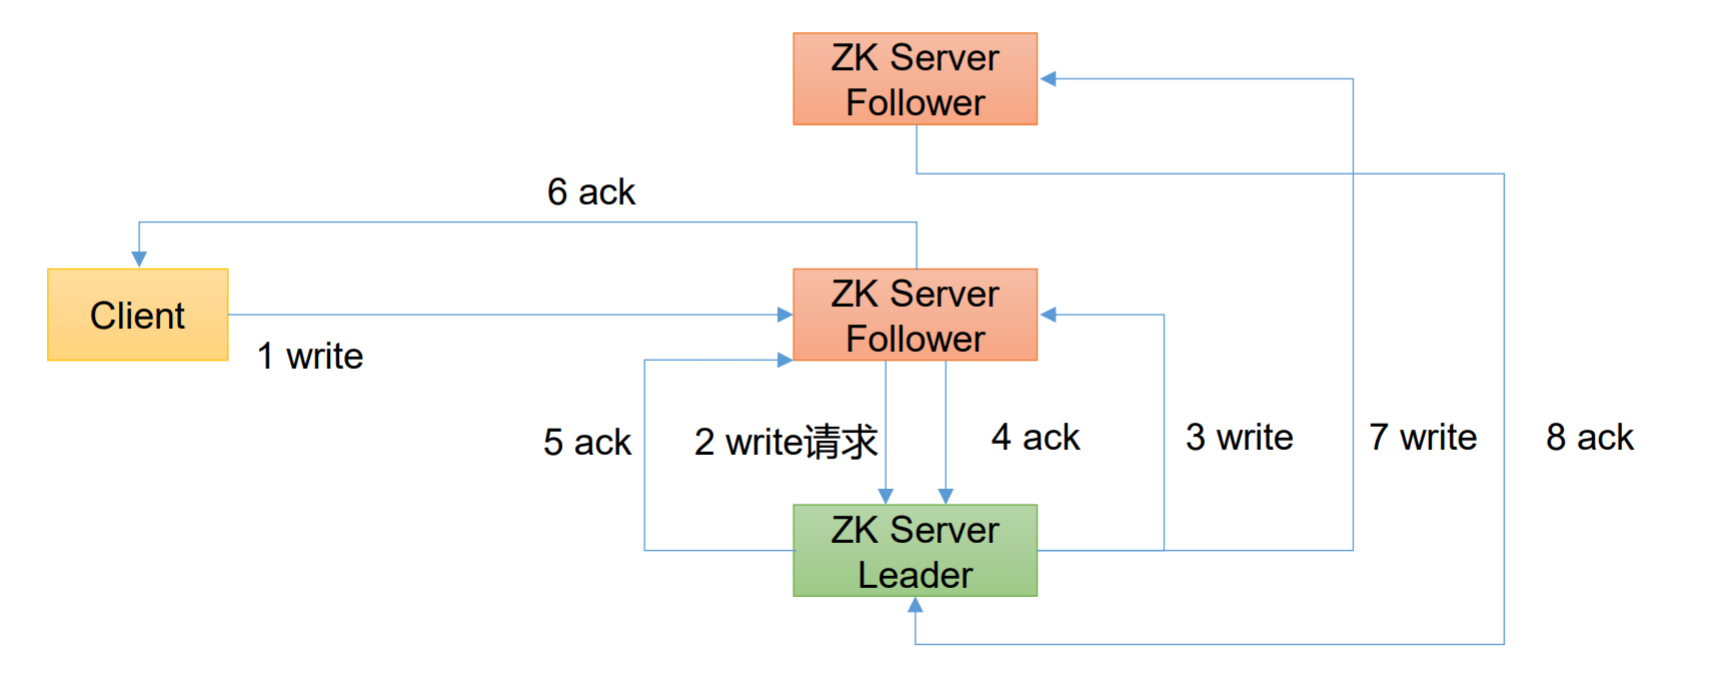 ZK Server
Follower
6 ack
Client
1 write
ZK Server
Follower
5 ack
2 write请求
4 ack
3 write
7 write
8 ack
ZK Server
Leader